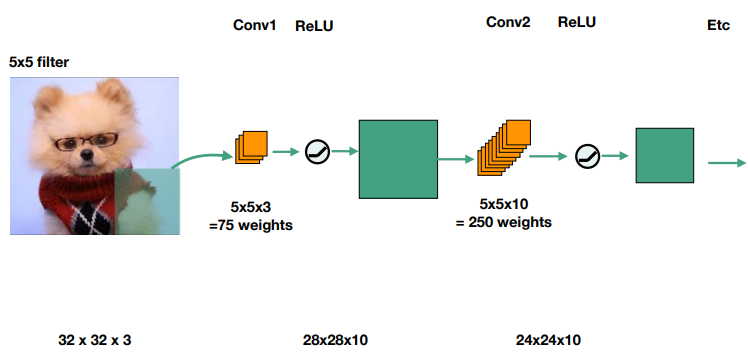 Conv1 ReLU Conv2 ReLU Etc
5x5 filter
5x5x3
=75 weights
5x5x10
= 250 weights
32 x 32 x 3 28x28x10 24x24x10